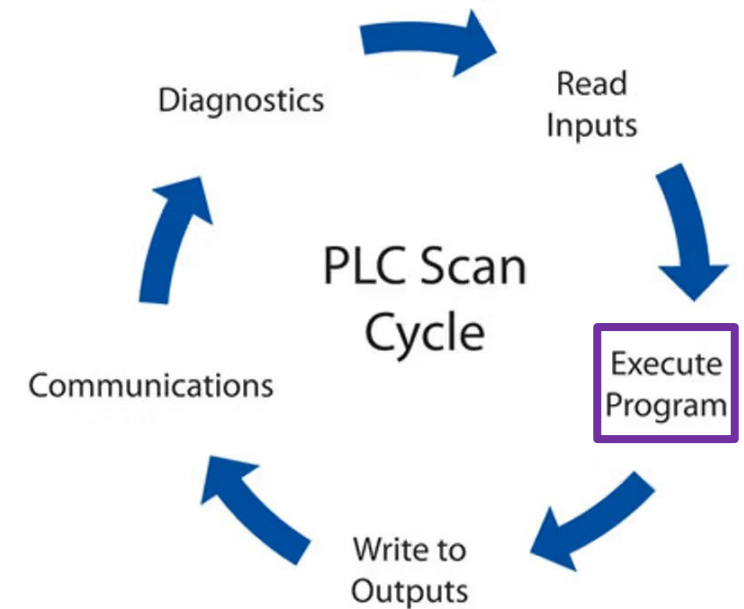 Diagnostics
Read
Inputs
PLC Scan
Cycle
Execute
Program
Communications
Write to
Outputs